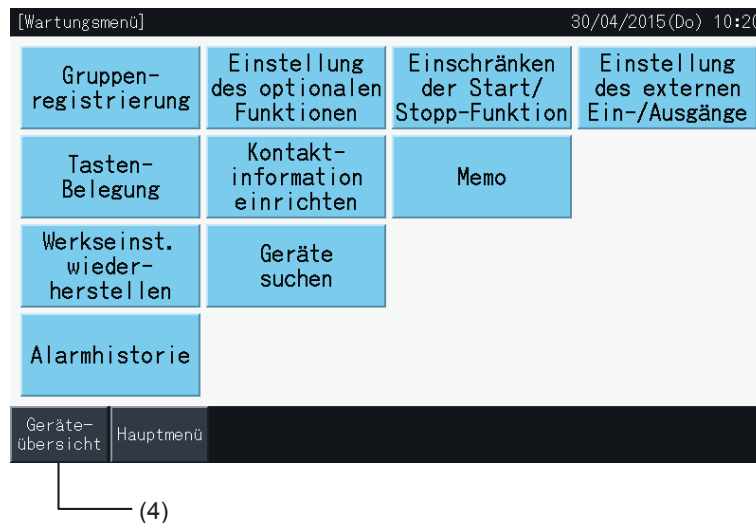 [Wartungsmenü] 30/04/2015(Do) 10:20
Gruppen-
registrierung
Einstellung
des optionalen
Funktionen
Einschränken
der Start/
Stopp-Funktion
Einstellung
des externen
Ein-/Ausgänge
Tasten-
Belegung
Kontakt-
information
einrichten
Memo
Werkseinst.
wieder-
herstellen
Geräte
suchen
Alarmhistorie
Geräte-
übersicht
Hauptmenü
(4)